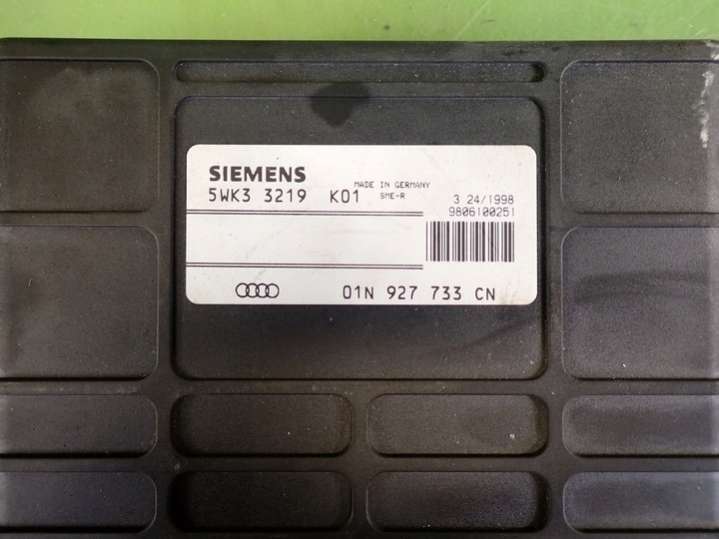 SIEMENS
MADE IN GERMANY
5WK3 3219 K01 SME-R 3 24/1998
9806100251
01N 927 733 CN